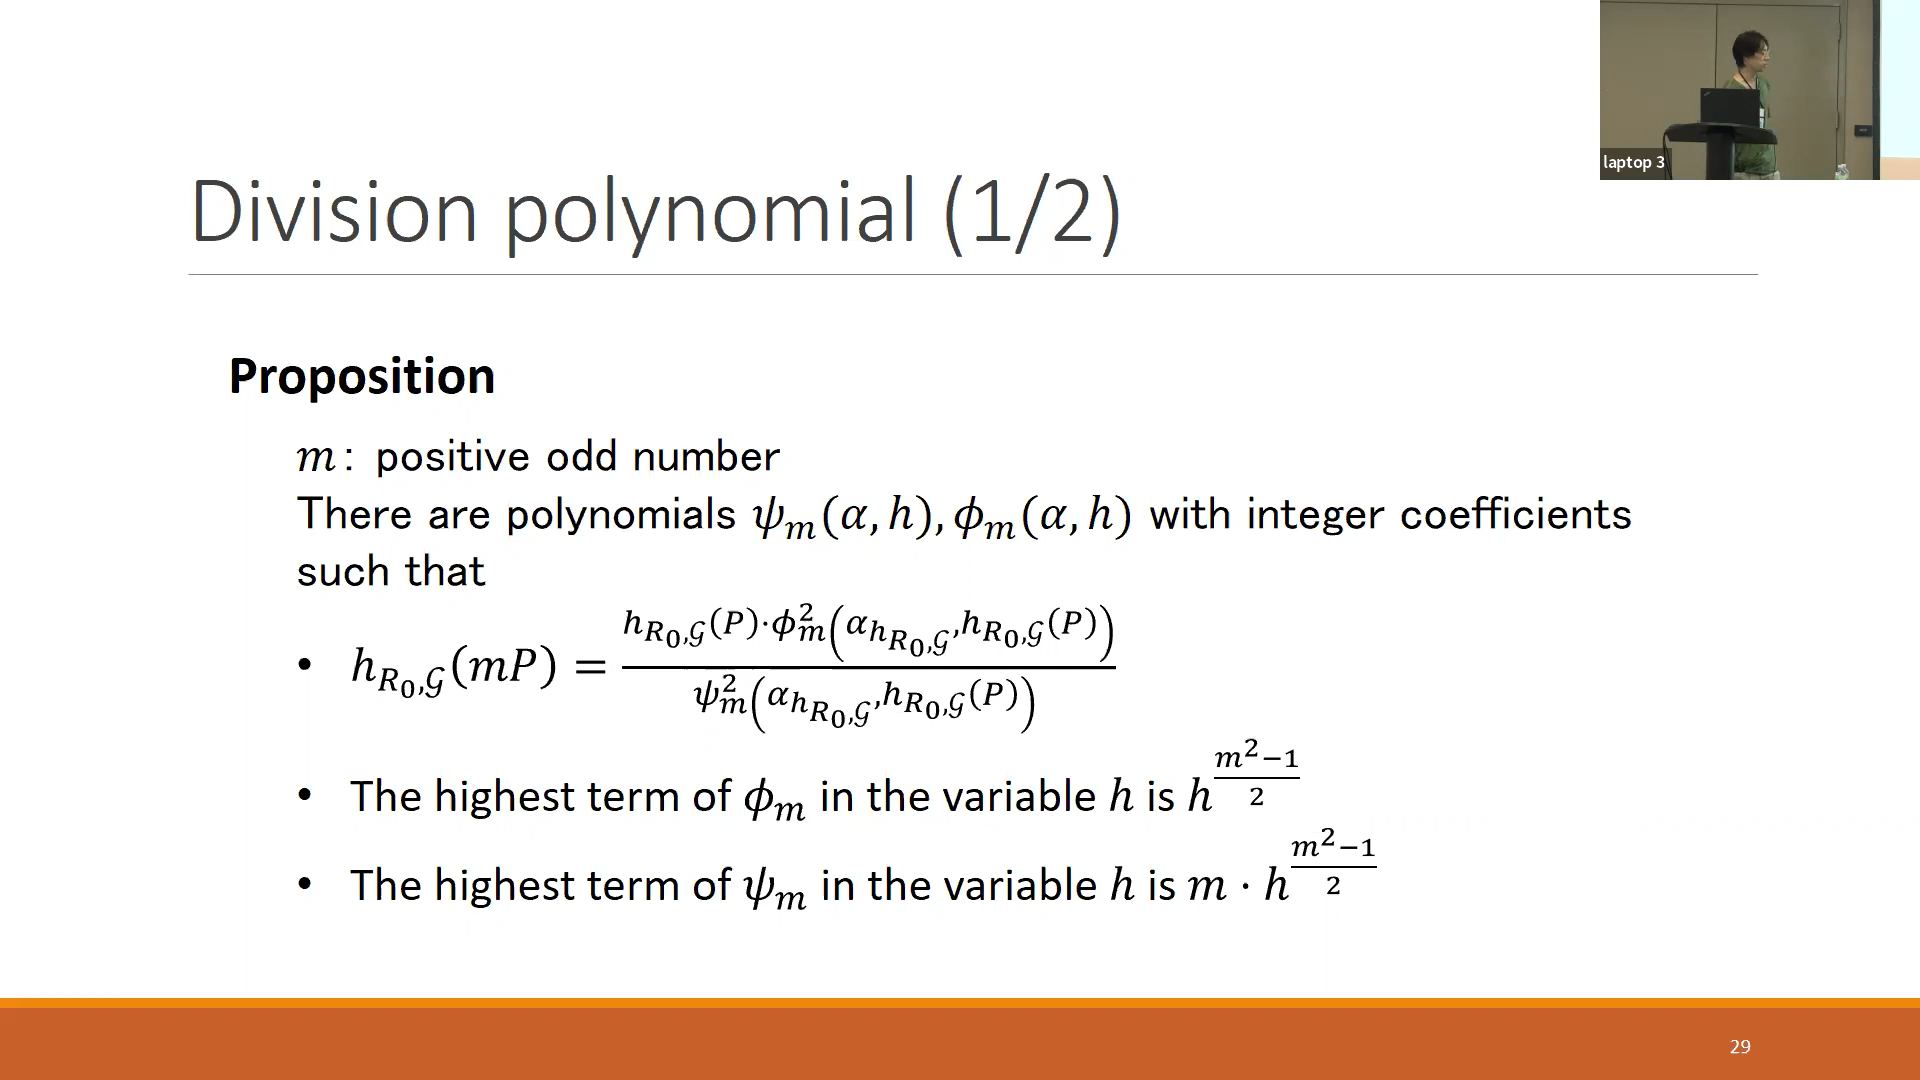 laptop 3
Division polynomial (1/2)
Proposition
m : positive odd number
There are polynomials ψ_m(α, h), ϕ_m(α, h) with integer coefficients
such that
• h_{R_0,𝒢}(mP) = \frac{h_{R_0,𝒢}(P)·ϕ_m^2(α_{h_{R_0,𝒢}}, h_{R_0,𝒢}(P))}{ψ_m^2(α_{h_{R_0,𝒢}}, h_{R_0,𝒢}(P))}
• The highest term of ϕ_m in the variable h is h^{\frac{m^2−1}{2}}
• The highest term of ψ_m in the variable h is m · h^{\frac{m^2−1}{2}}
29